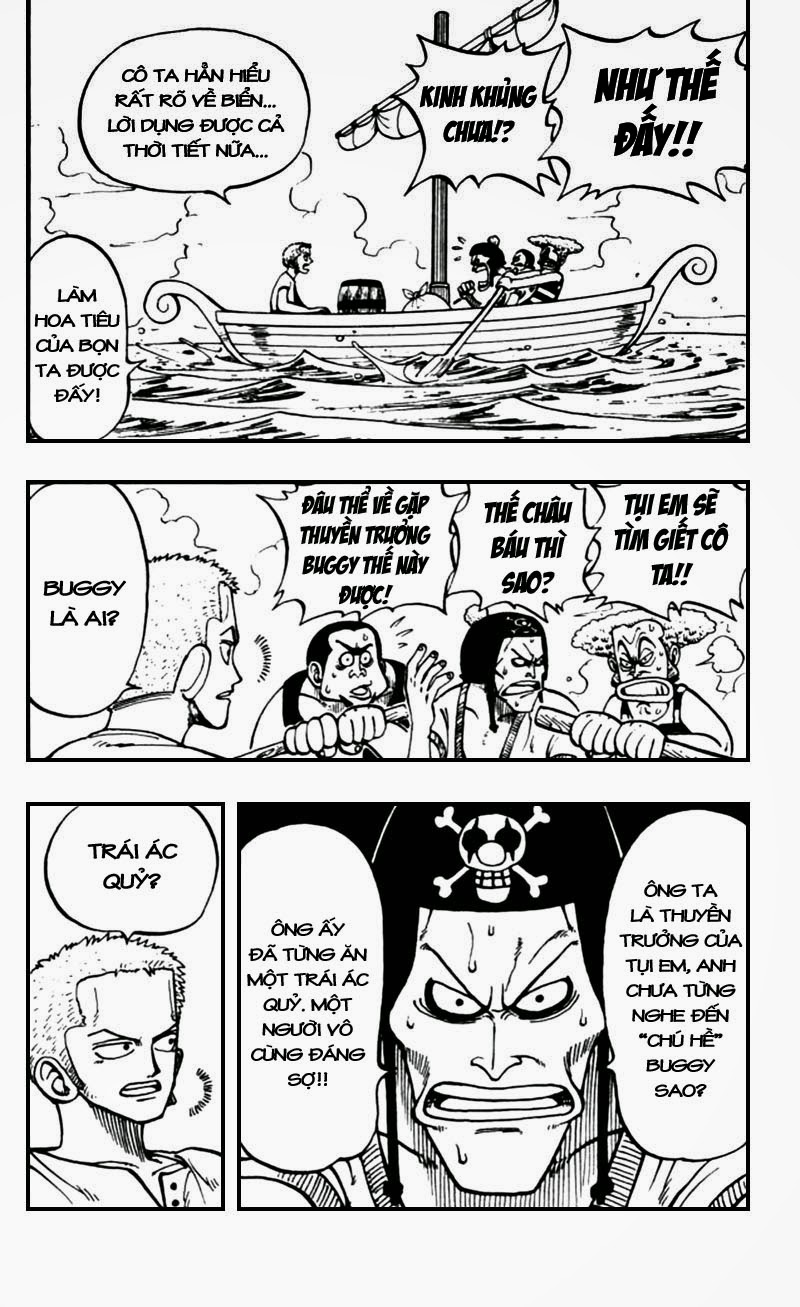 NHƯ THẾ
ĐẤY!!
KINH KHỦNG
CHƯA!?
CÔ TA HẲN HIỂU
RẤT RÕ VỀ BIỂN...
LỜI DỤNG ĐƯỢC CẢ
THỜI TIẾT NỮA...
LÀM
HOA TIÊU
CỦA BỌN
TA ĐƯỢC
ĐẤY!
TỤI EM SẼ
TÌM GIẾT CÔ
TA!!
THẾ CHÂU
BÁU THÌ
SAO?
ĐÂU THỂ VỀ GẶP
THUYỀN TRƯỞNG
BUGGY THẾ NÀY
ĐƯỢC!
BUGGY
LÀ AI?
ÔNG TA
LÀ THUYỀN
TRƯỞNG CỦA
TỤI EM, ANH
CHƯA TỪNG
NGHE ĐẾN
“CHÚ HỀ”
BUGGY
SAO?
ÔNG ẤY
ĐÃ TỪNG ĂN
MỘT TRÁI ÁC
QUỶ. MỘT
NGƯỜI VÔ
CÙNG ĐÁNG
SỢ!!
TRÁI ÁC
QUỶ?